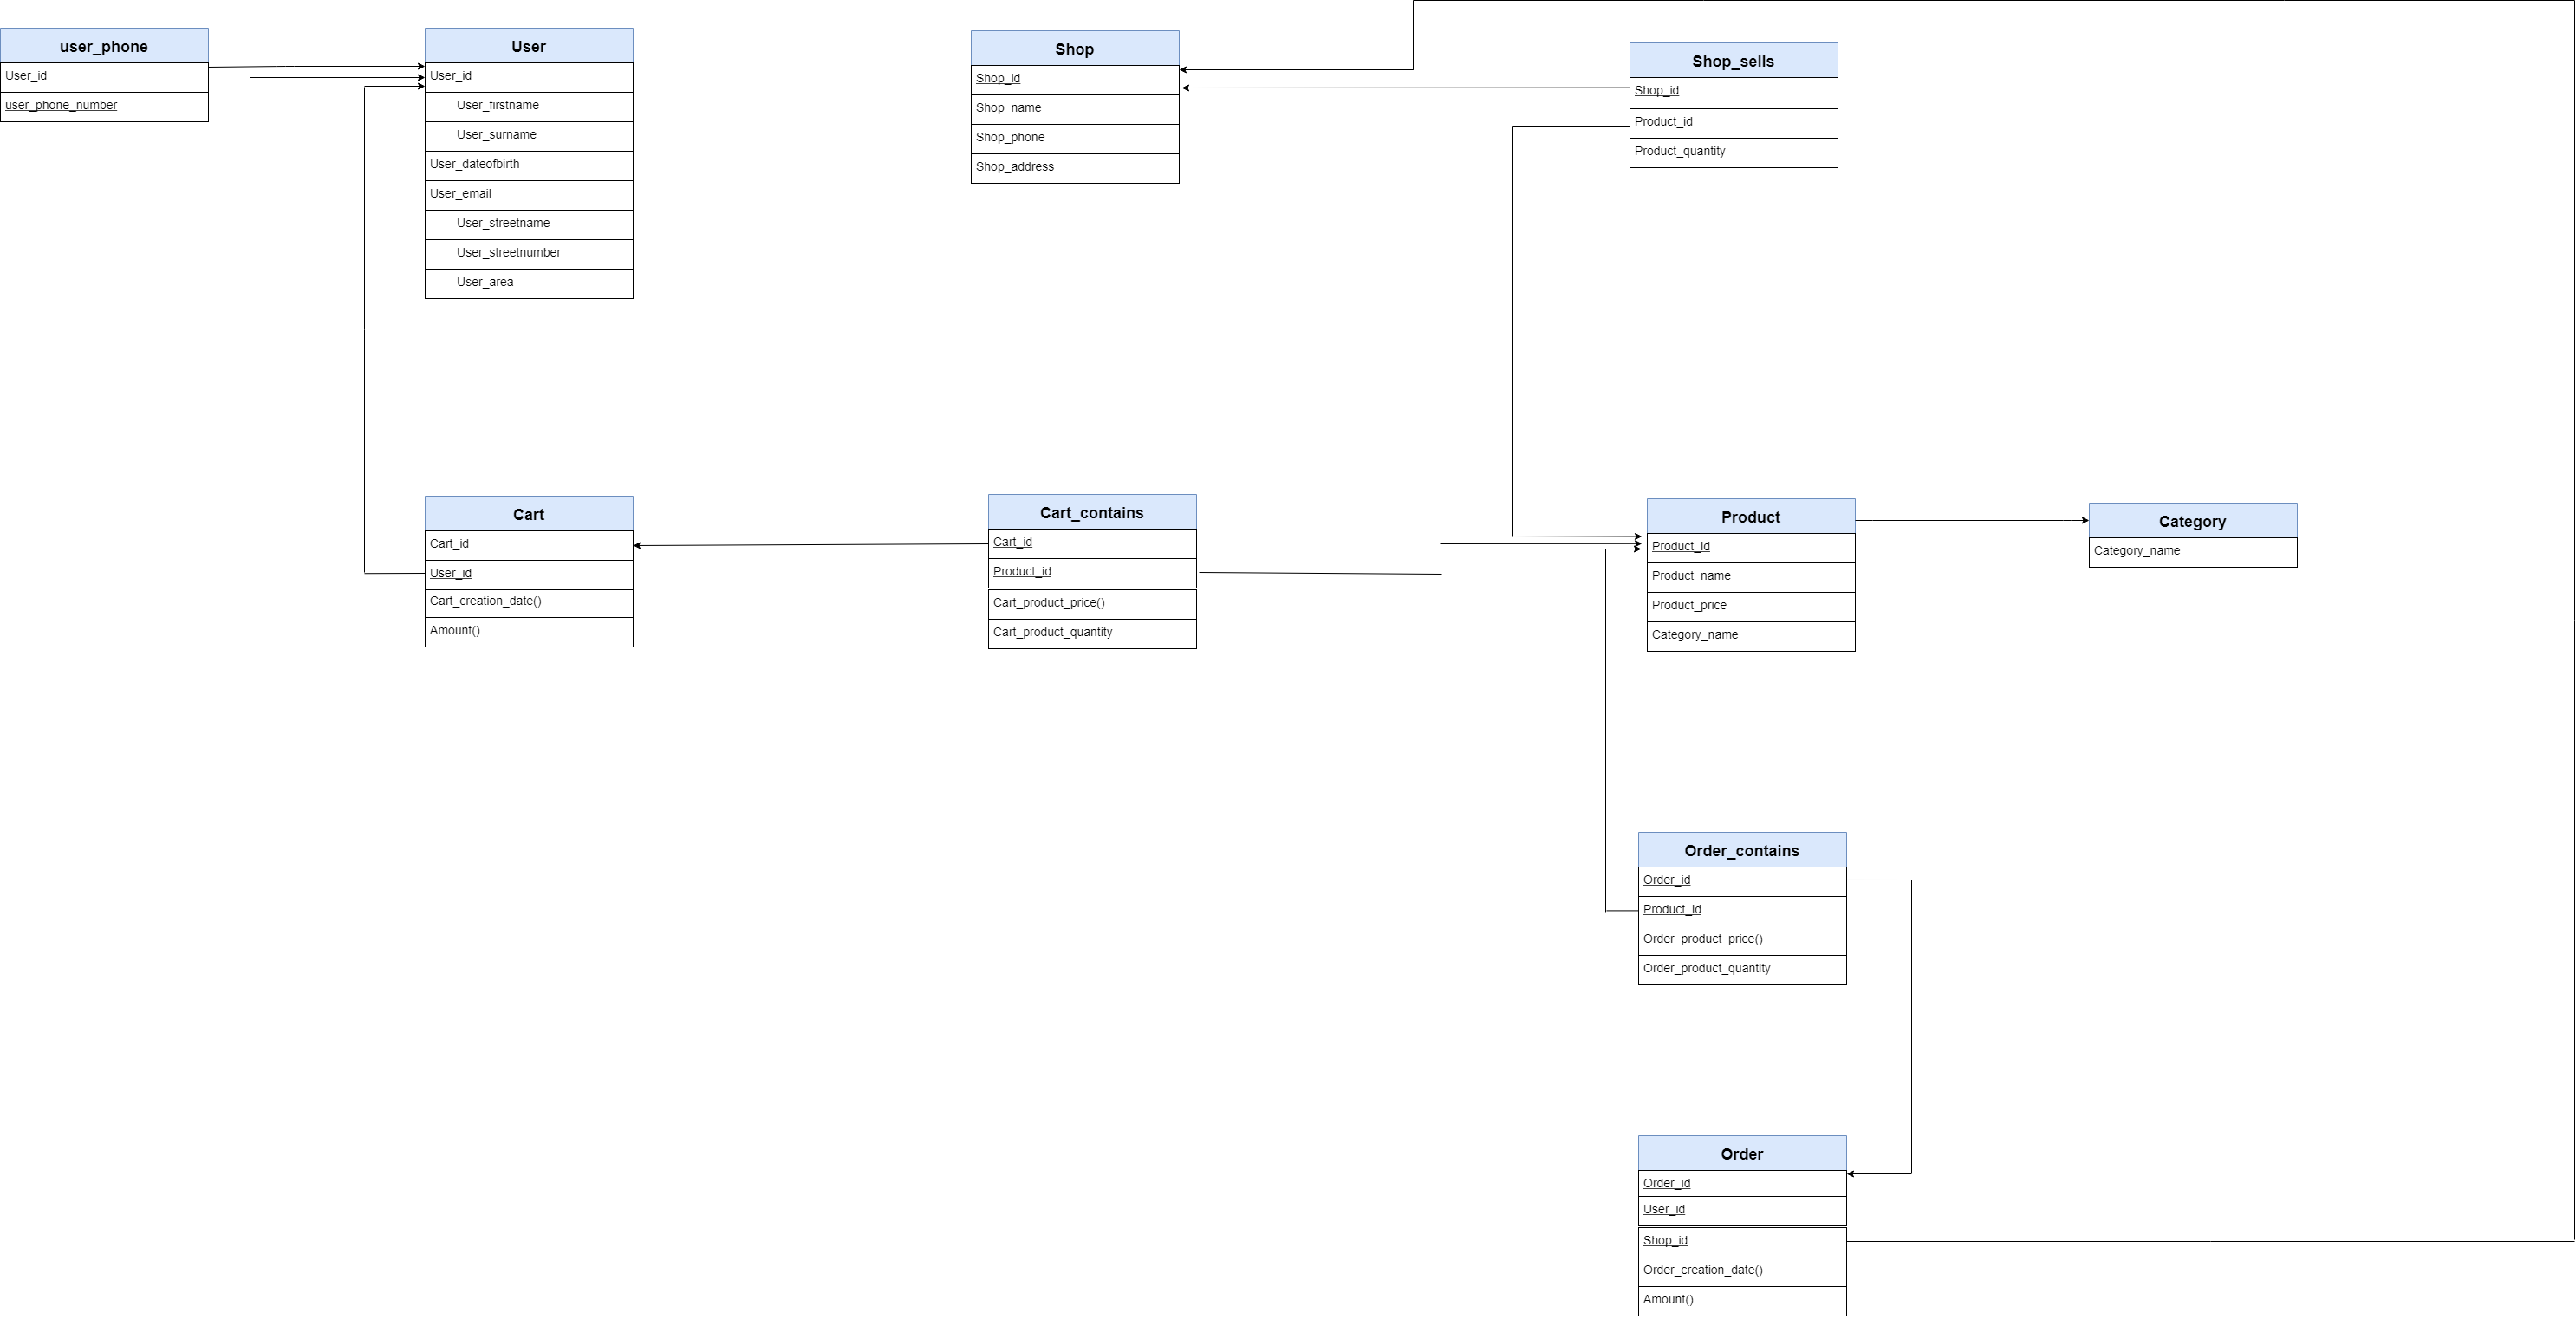 user_phone
User_id
user_phone_number
User
User_id
User_firstname
User_surname
User_dateofbirth
User_email
User_streetname
User_streetnumber
User_area
Shop
Shop_id
Shop_name
Shop_phone
Shop_address
Shop_sells
Shop_id
Product_id
Product_quantity
Cart
Cart_id
User_id
Cart_creation_date()
Amount()
Cart_contains
Cart_id
Product_id
Cart_product_price()
Cart_product_quantity
Product
Product_id
Product_name
Product_price
Category_name
Category
Category_name
Order_contains
Order_id
Product_id
Order_product_price()
Order_product_quantity
Order
Order_id
User_id
Shop_id
Order_creation_date()
Amount()